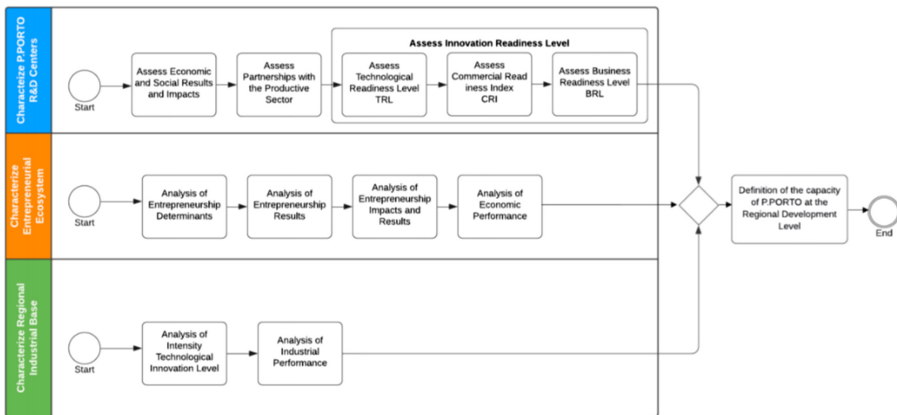 Characteize P.PORTO
R&D Centers
Start
Assess Economic
and Social Results
and Impacts
Assess
Partnerships with
the Productive
Sector
Assess Innovation Readiness Level
Assess
Technological
Readiness Level
TRL
Assess
Commercial Read
iness Index
CRI
Assess Business
Readiness Level
BRL
Characterize
Entrepreneurial
Ecosystem
Start
Analysis of
Entrepreneurship
Determinants
Analysis of
Entrepreneurship
Results
Analysis of
Entrepreneurship
Impacts and
Results
Analysis of
Economic
Performance
Definition of the capacity
of P.PORTO at the
Regional Development
Level
End
Characterize Regional
Industrial Base
Start
Analysis of
Intensity
Technological
Innovation Level
Analysis of
Industrial
Performance